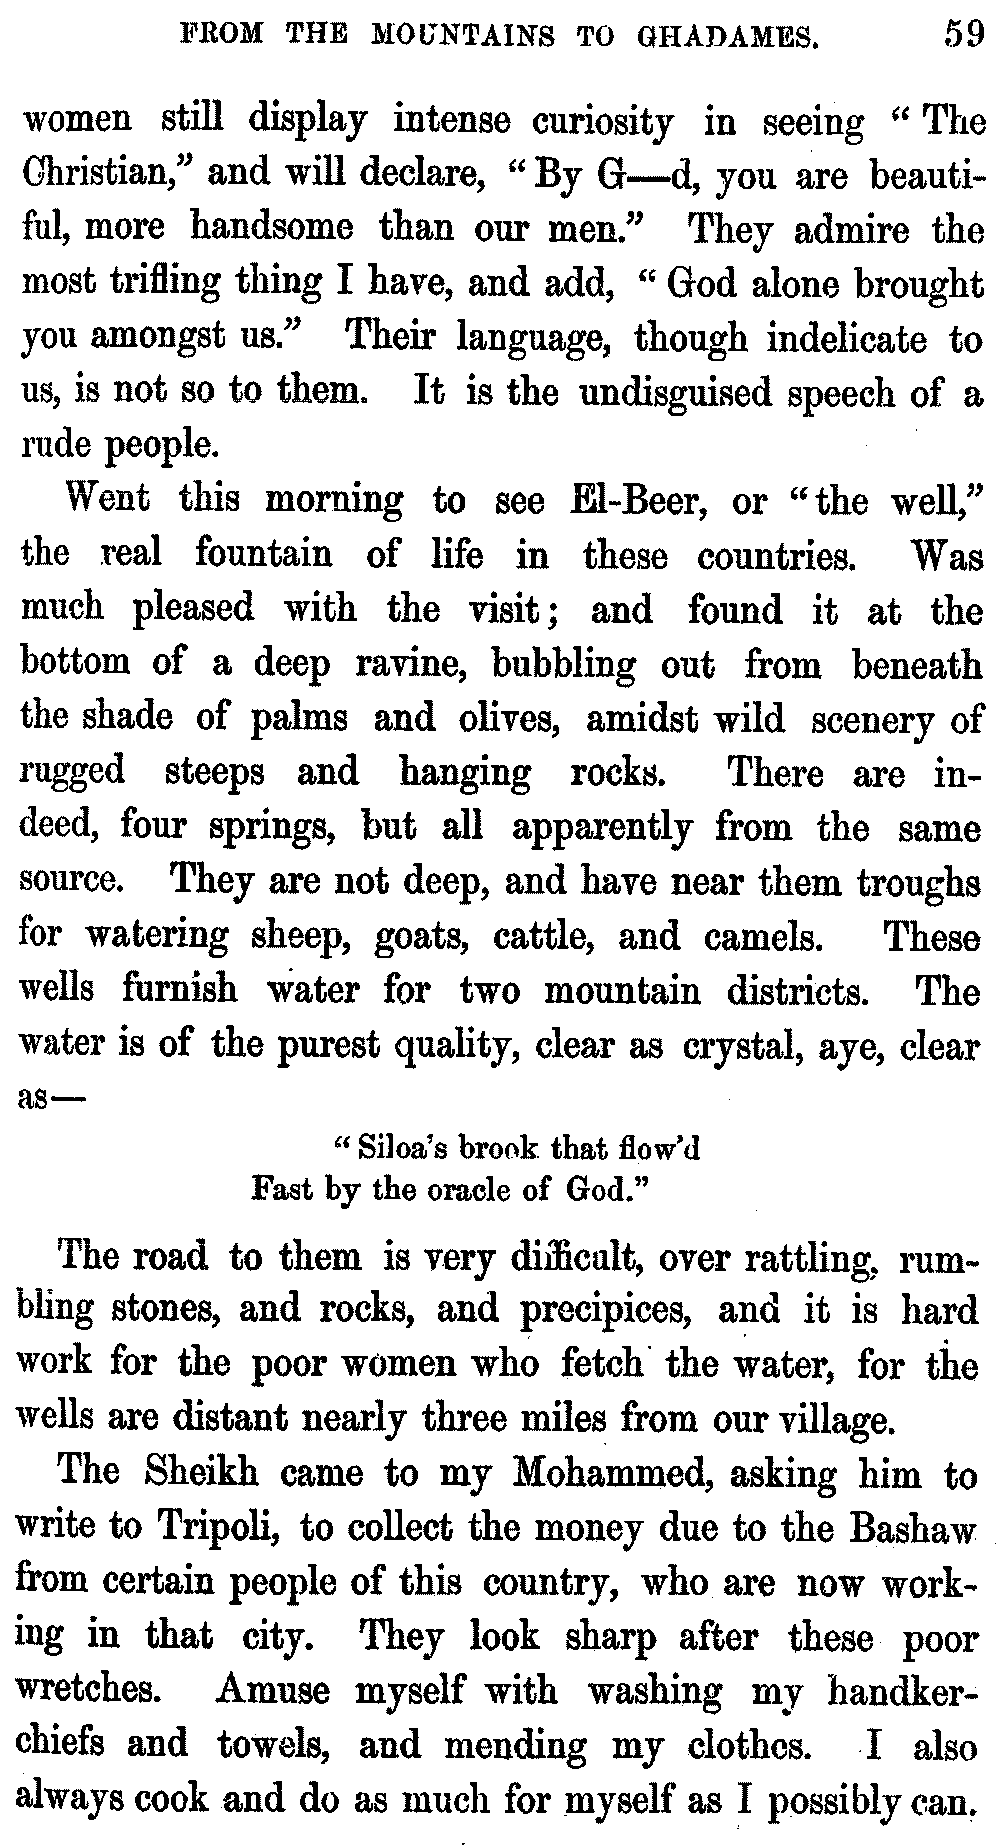 FROM THE MOUNTAINS TO GHADAMES. 59
women still display intense curiosity in seeing “ The
Christian,” and will declare, “ By G—d, you are beauti-
ful, more handsome than our men.” They admire the
most trifling thing I have, and add, “ God alone brought
you amongst us.” Their language, though indelicate to
us, is not so to them. It is the undisguised speech of a
rude people.
Went this morning to see El-Beer, or “ the well,”
the real fountain of life in these countries. Was
much pleased with the visit; and found it at the
bottom of a deep ravine, bubbling out from beneath
the shade of palms and olives, amidst wild scenery of
rugged steeps and hanging rocks. There are in-
deed, four springs, but all apparently from the same
source. They are not deep, and have near them troughs
for watering sheep, goats, cattle, and camels. These
wells furnish water for two mountain districts. The
water is of the purest quality, clear as crystal, aye, clear
as—
“ Siloa’s brook that flow’d
Fast by the oracle of God.”
The road to them is very difficult, over rattling, rum-
bling stones, and rocks, and precipices, and it is hard
work for the poor women who fetch the water, for the
wells are distant nearly three miles from our village.
The Sheikh came to my Mohammed, asking him to
write to Tripoli, to collect the money due to the Bashaw
from certain people of this country, who are now work-
ing in that city. They look sharp after these poor
wretches. Amuse myself with washing my handker-
chiefs and towels, and mending my clothes. I also
always cook and do as much for myself as I possibly can.